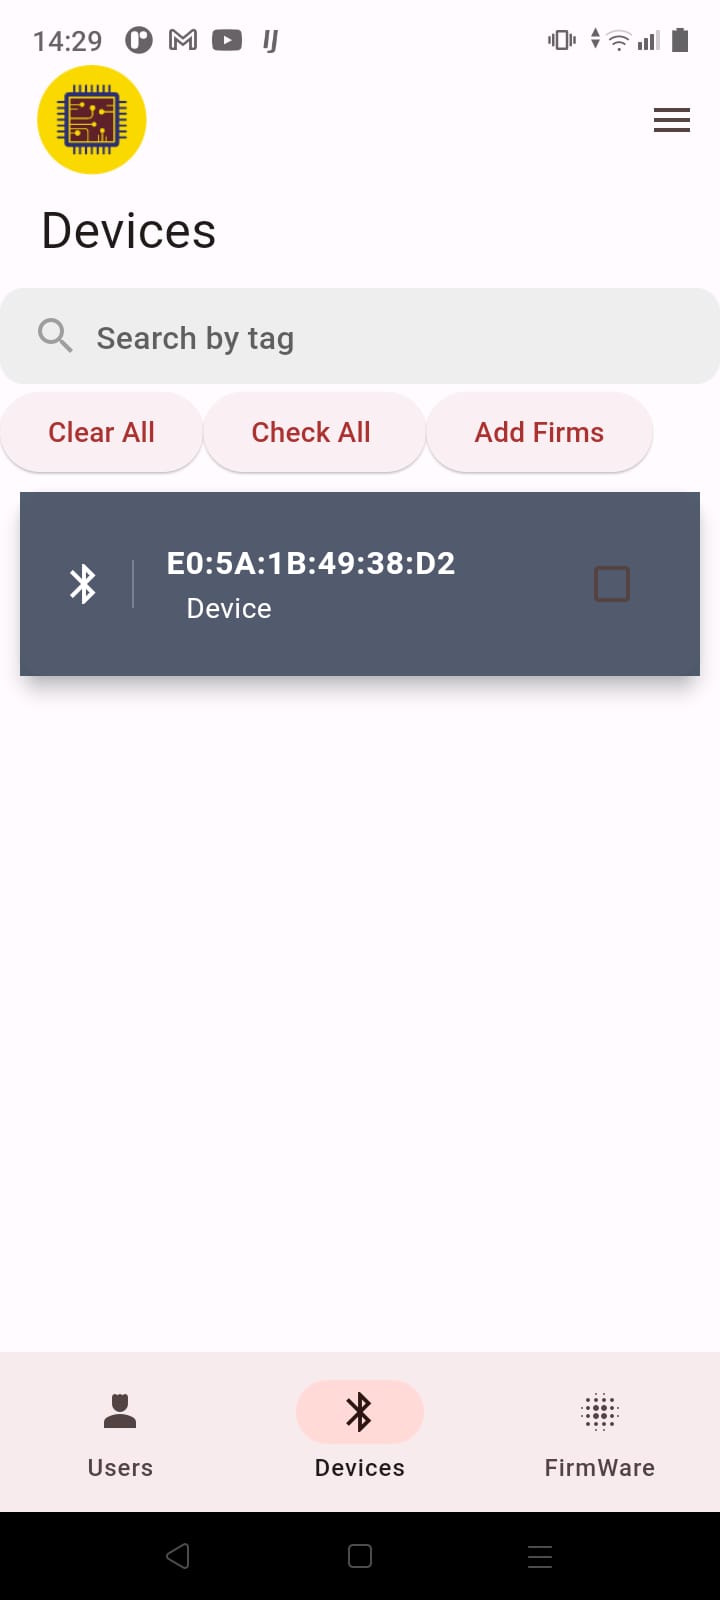 14:29
Devices
Search by tag
Clear All Check All Add Firms
E0:5A:1B:49:38:D2
Device
Users Devices FirmWare